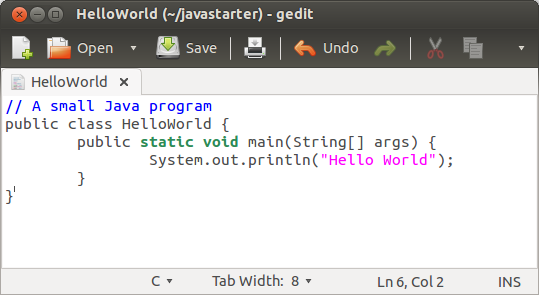 HelloWorld (~/javastarter) - gedit
Open Save Undo
HelloWorld
// A small Java program
public class HelloWorld {
        public static void main(String[] args) {
                System.out.println("Hello World");
        }
}
C Tab Width: 8 Ln 6, Col 2 INS